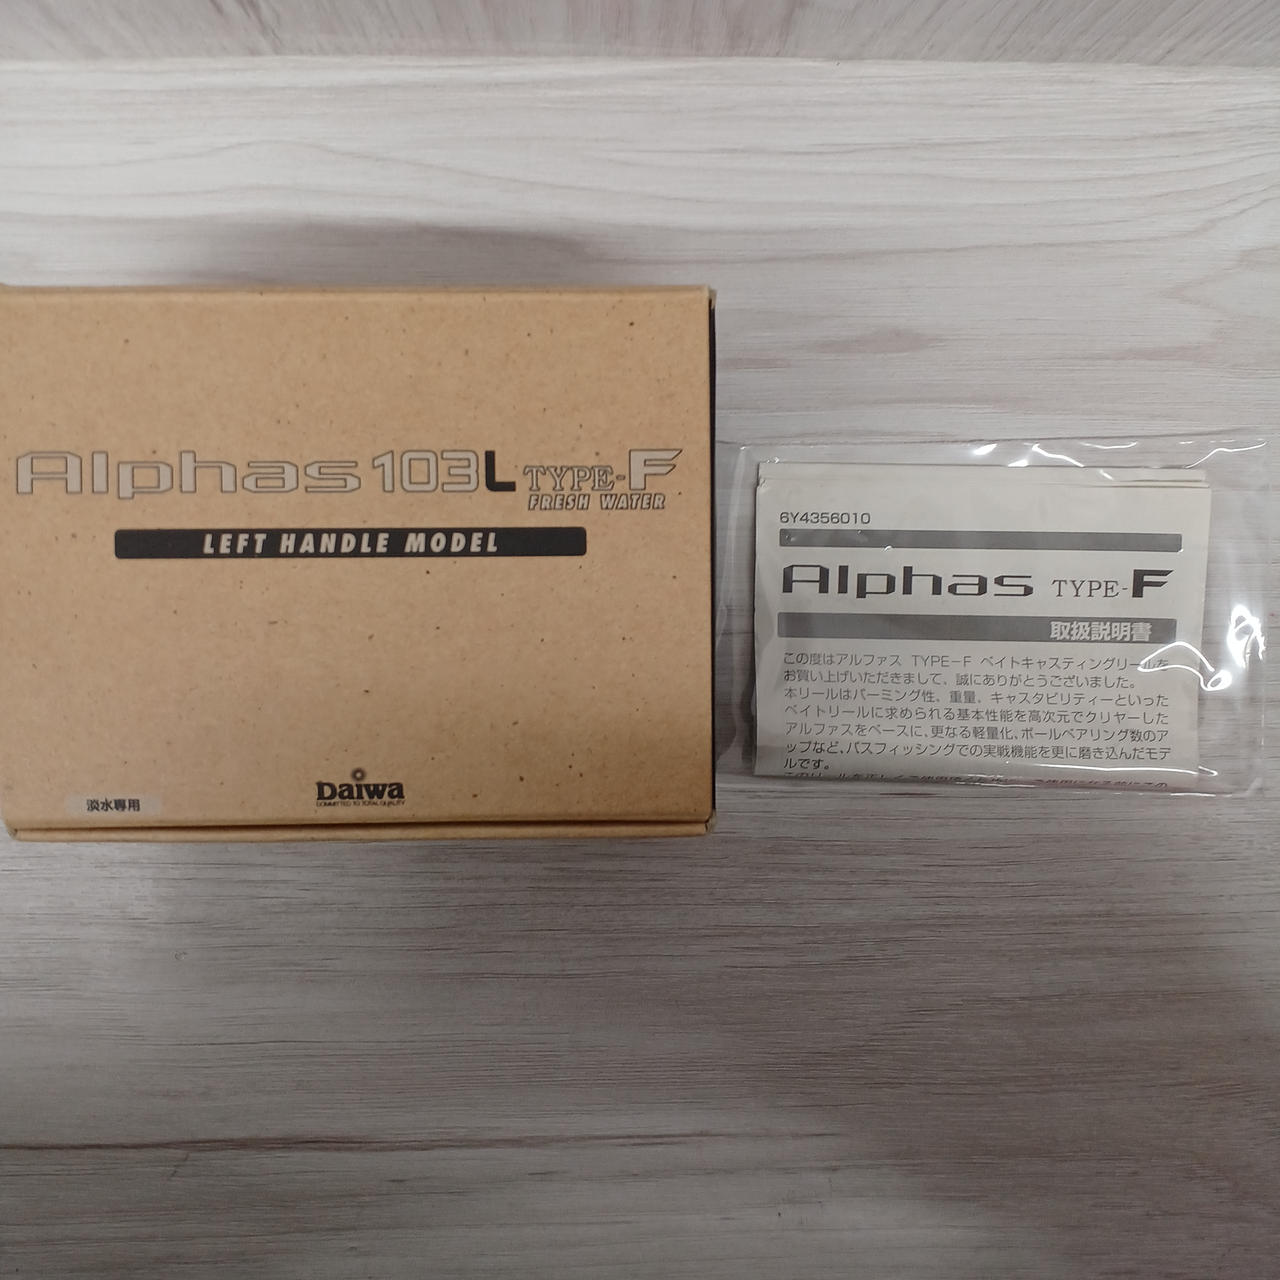 Alphas 103L TYPE-F
FRESH WATER
LEFT HANDLE MODEL
淡水専用
Daiwa
COMMITTED TO TOTAL QUALITY
6Y4356010
Alphas TYPE-F
取扱説明書
この度はアルファス TYPE-F ベイトキャスティングリールを
お買い上げいただきまして、誠にありがとうございました。
本リールはパーミング性、重量、キャスタビリティーといった
ベイトリールに求められる基本性能を高次元でクリヤーした
アルファスをベースに、更なる軽量化、ボールベアリング数のア
ップなど、バスフィッシングでの実戦機能を更に磨き込んだモデ
ルです。